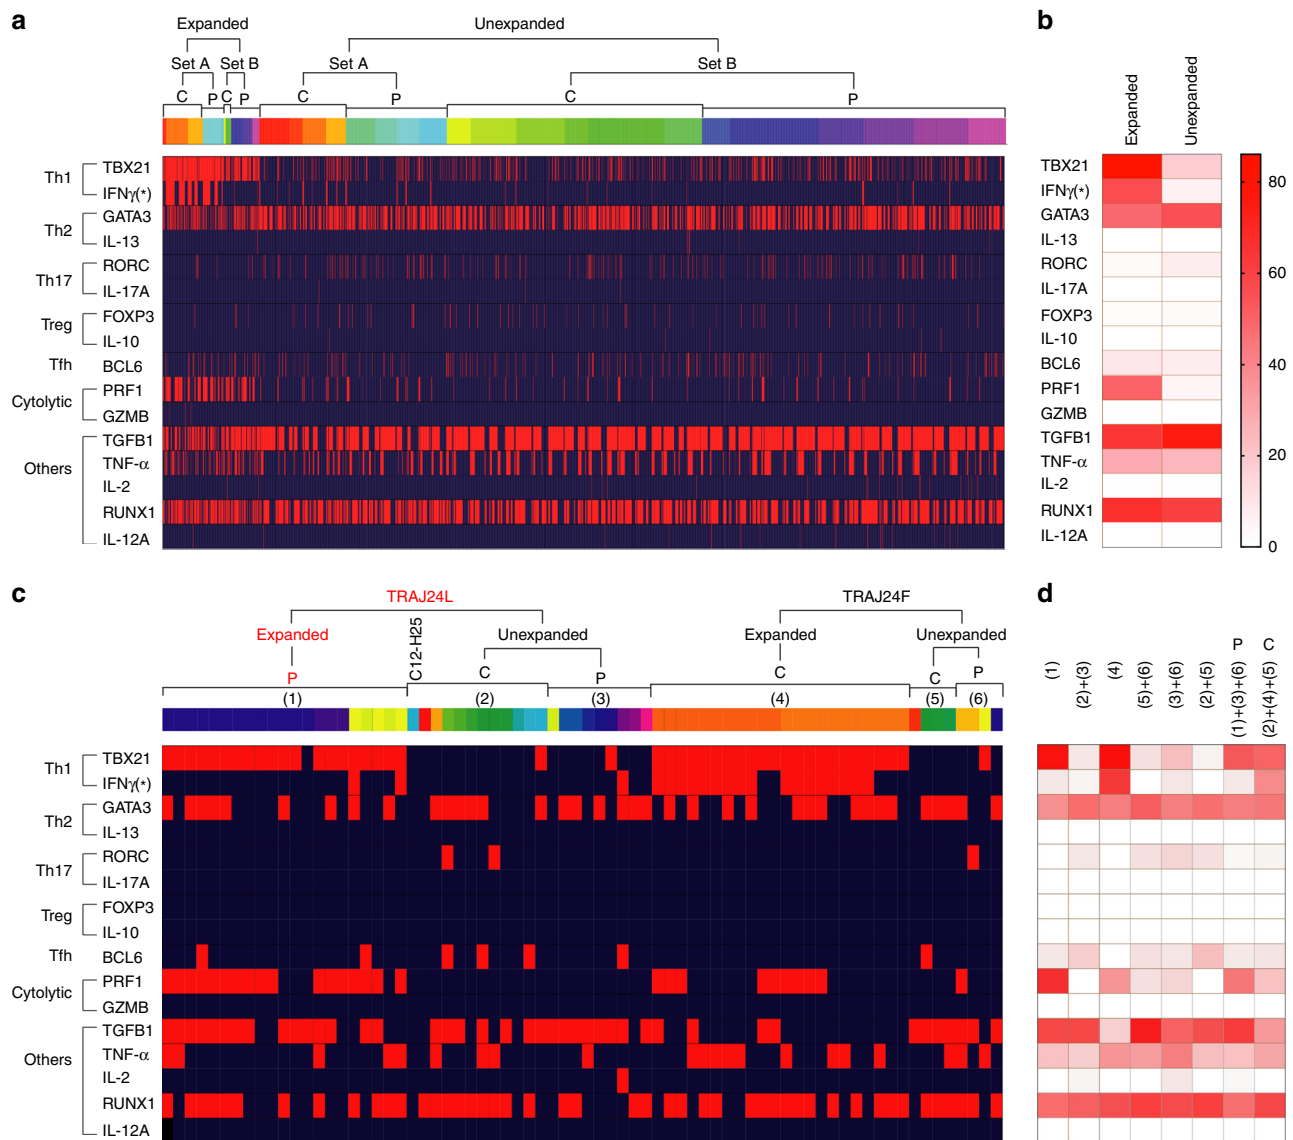 a
Expanded
Unexpanded
Set A
Set B
Set A
Set B
C
P
C
P
C
P
C
P
Th1
TBX21
IFNγ(*)
Th2
GATA3
IL-13
Th17
RORC
IL-17A
Treg
FOXP3
IL-10
Tfh
BCL6
Cytolytic
PRF1
GZMB
Others
TGFB1
TNF-α
IL-2
RUNX1
IL-12A
b
Expanded
Unexpanded
TBX21
IFNγ(*)
GATA3
IL-13
RORC
IL-17A
FOXP3
IL-10
BCL6
PRF1
GZMB
TGFB1
TNF-α
IL-2
RUNX1
IL-12A
80
60
40
20
0
c
TRAJ24L
TRAJ24F
Expanded
C12-H25
Unexpanded
Expanded
Unexpanded
P
C
P
C
C
P
(1)
(2)
(3)
(4)
(5)
(6)
Th1
TBX21
IFNγ(*)
Th2
GATA3
IL-13
Th17
RORC
IL-17A
Treg
FOXP3
IL-10
Tfh
BCL6
Cytolytic
PRF1
GZMB
Others
TGFB1
TNF-α
IL-2
RUNX1
IL-12A
d
P
C
(1)
(2)+(3)
(4)
(5)+(6)
(3)+(6)
(2)+(5)
(1)+(3)+(6)
(2)+(4)+(5)